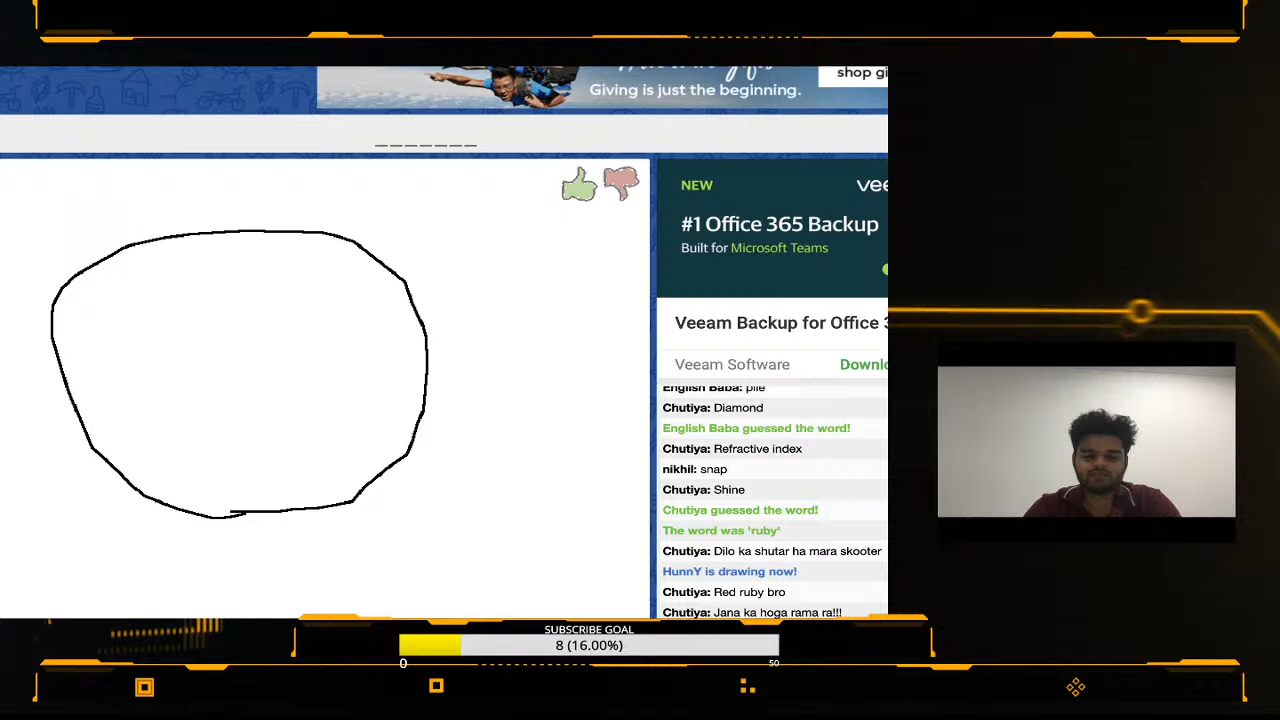 shop gi
Giving is just the beginning.
_ _ _ _ _ _ _
NEW
vee
#1 Office 365 Backup
Built for Microsoft Teams
Veeam Backup for Office 3
Veeam Software
Downlo
English Baba: pile
Chutiya: Diamond
English Baba guessed the word!
Chutiya: Refractive index
nikhil: snap
Chutiya: Shine
Chutiya guessed the word!
The word was 'ruby'
Chutiya: Dilo ka shutar ha mara skooter
HunnY is drawing now!
Chutiya: Red ruby bro
Chutiya: Jana ka hoga rama ra!!!
SUBSCRIBE GOAL
8 (16.00%)
0
50